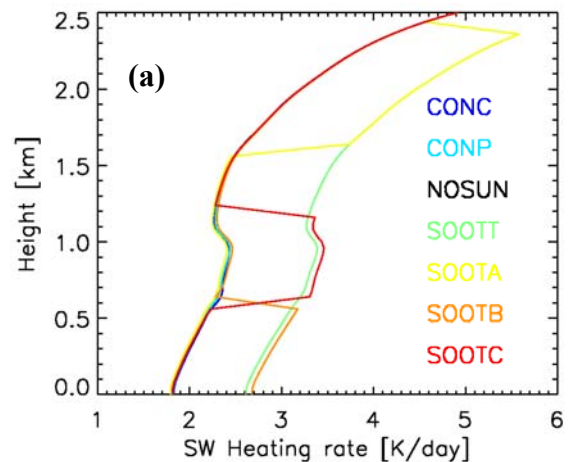 (a)
Height [km]
2.5
2.0
1.5
1.0
0.5
0.0
CONC
CONP
NOSUN
SOOTT
SOOTA
SOOTB
SOOTC
1 2 3 4 5 6
SW Heating rate [K/day]